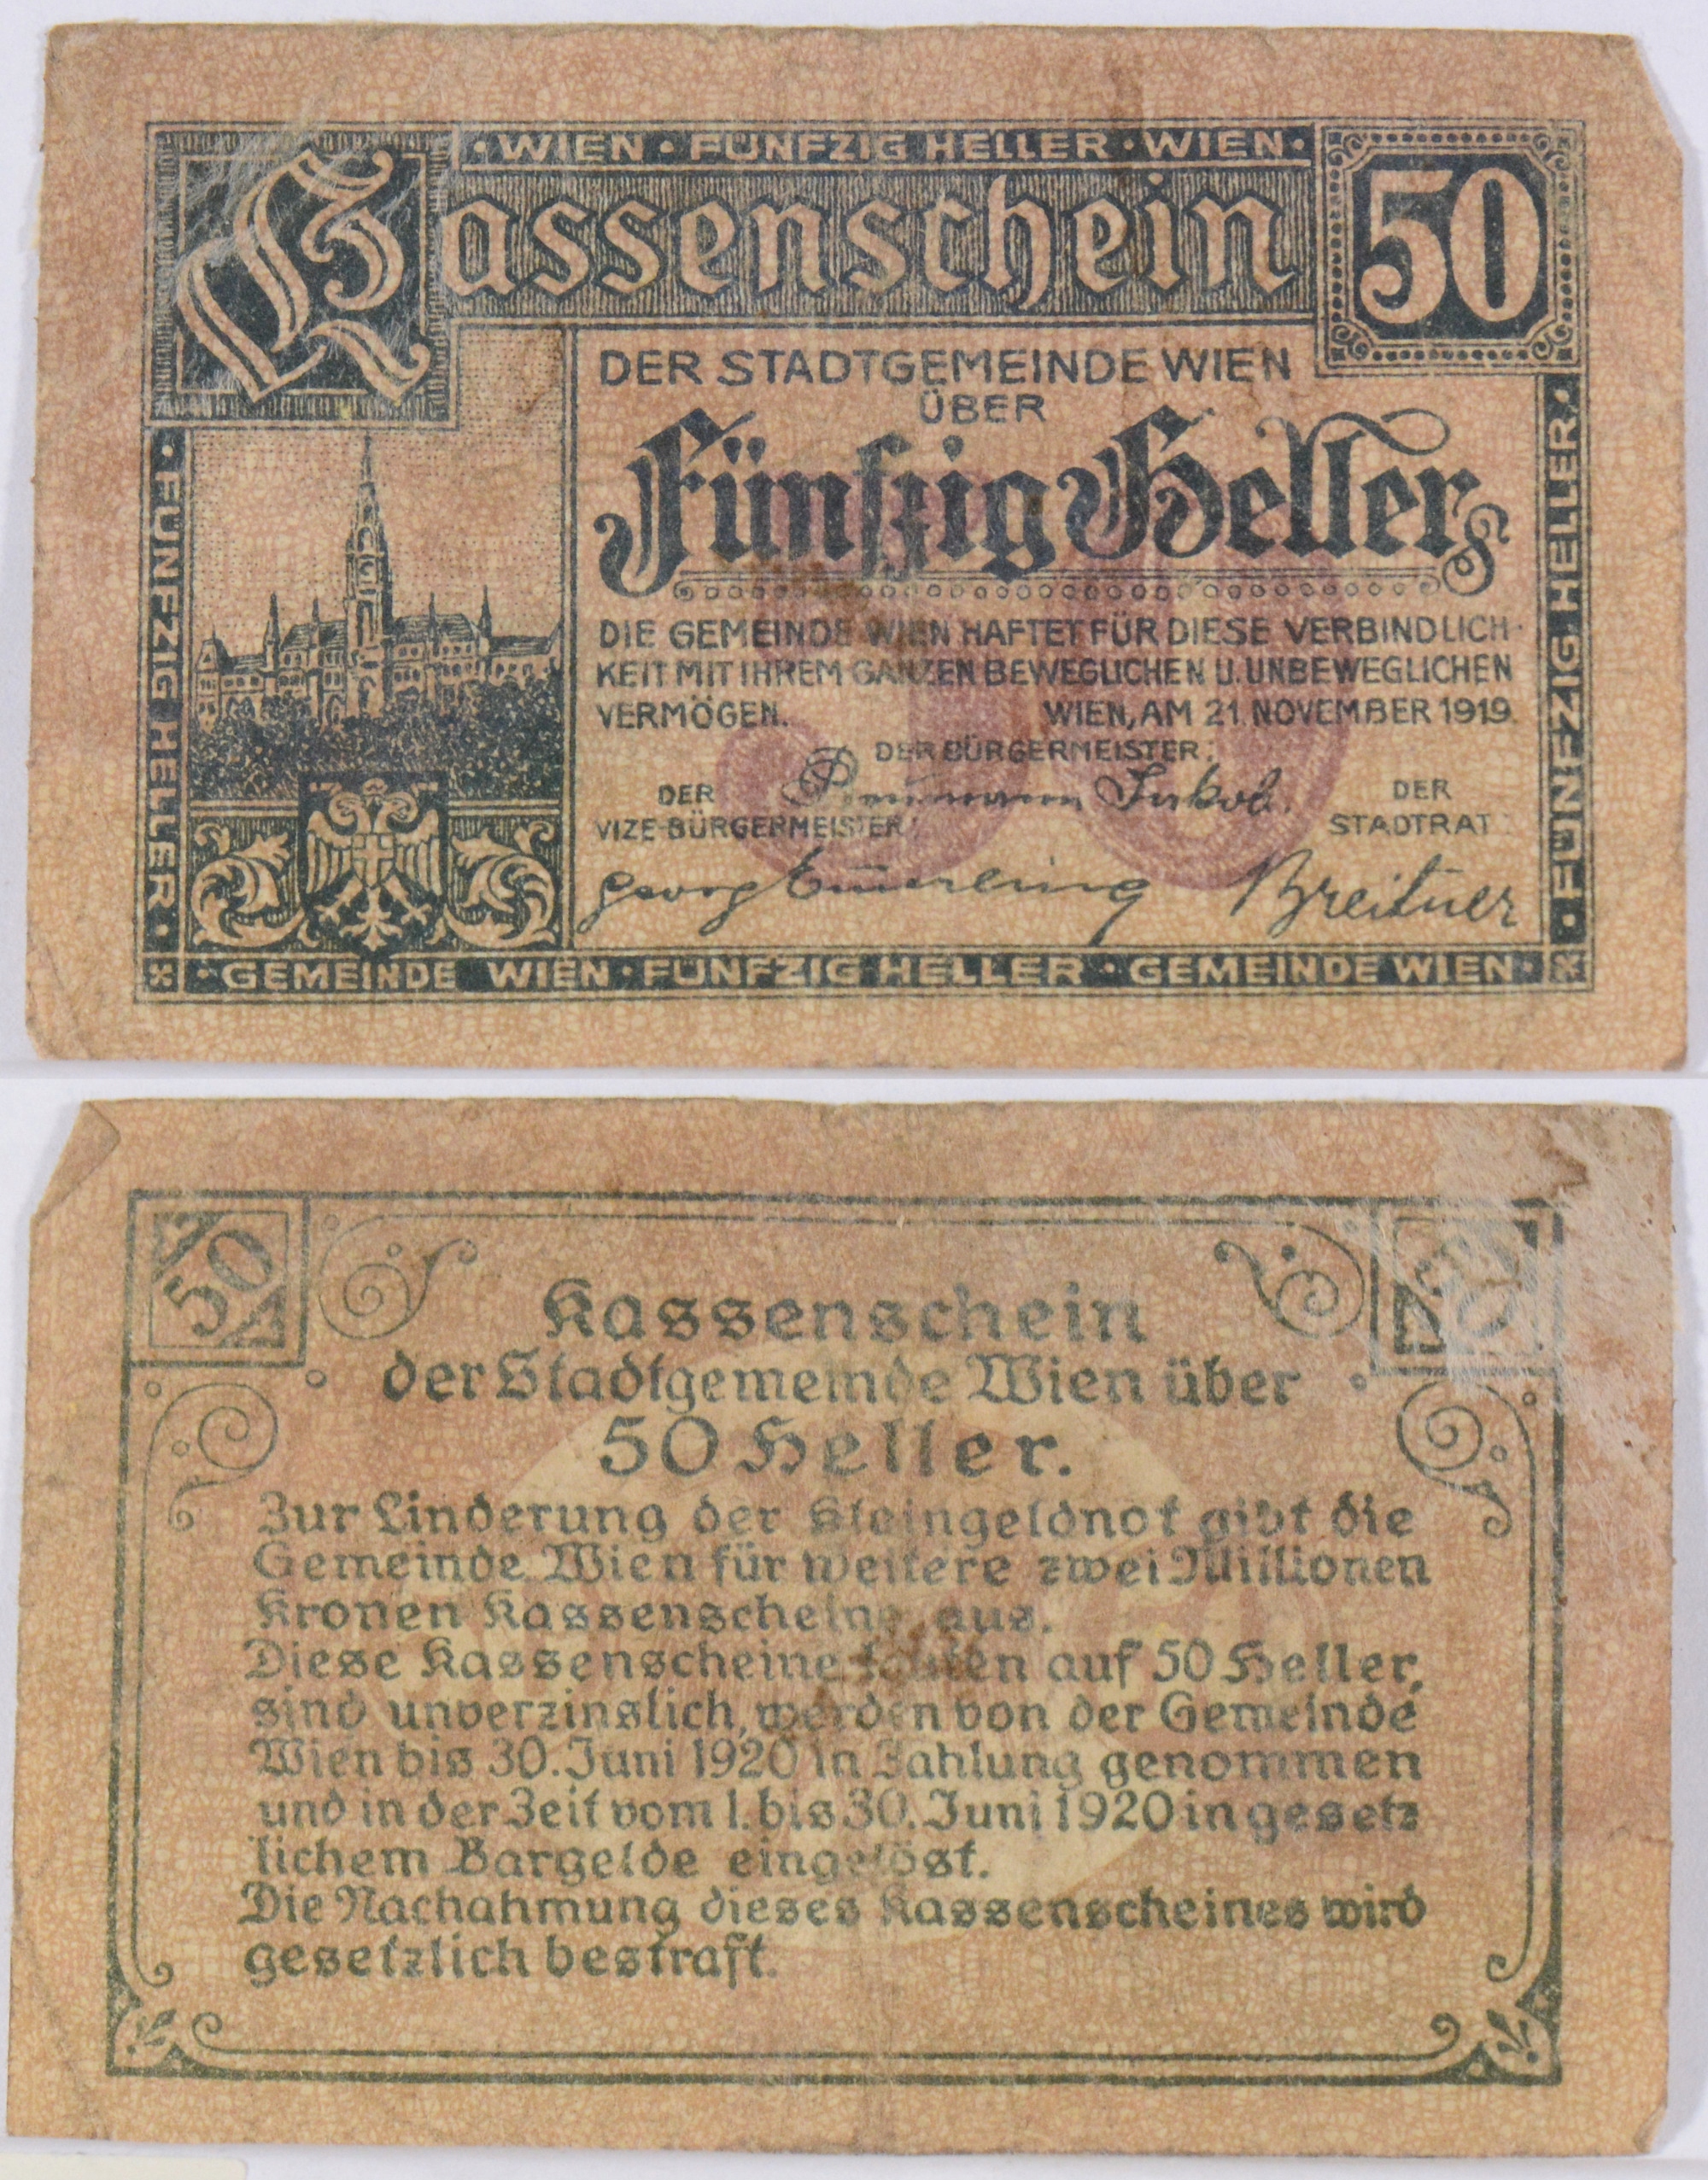 · WIEN · FÜNFZIG HELLER · WIEN ·
Kassenschein
50
DER STADTGEMEINDE WIEN
ÜBER
Fünfzig Heller
50
DIE GEMEINDE WIEN HAFTET FÜR DIESE VERBINDLICH-
KEIT MIT IHREM GANZEN BEWEGLICHEN U. UNBEWEGLICHEN
VERMÖGEN. WIEN, AM 21. NOVEMBER 1919.
DER BÜRGERMEISTER:
DER
VIZE-BÜRGERMEISTER:
Reumann Jakob.
DER
STADTRAT
Georg Emmerling
Breitner
· FÜNFZIG HELLER ·
· FÜNFZIG HELLER ·
· GEMEINDE WIEN · FÜNFZIG HELLER · GEMEINDE WIEN ·
50
50
Kassenschein
der Stadtgemeinde Wien über
50 Heller.
Zur Linderung der Kleingeldnot gibt die
Gemeinde Wien für weitere zwei Millionen
Kronen Kassenscheine aus.
Diese Kassenscheine lauten auf 50 Heller,
sind unverzinslich, werden von der Gemeinde
Wien bis 30. Juni 1920 in Zahlung genommen
und in der Zeit vom 1. bis 30. Juni 1920 in gesetz
lichem Bargelde eingelöst.
Die Nachahmung dieses Kassenscheines wird
gesetzlich bestraft.